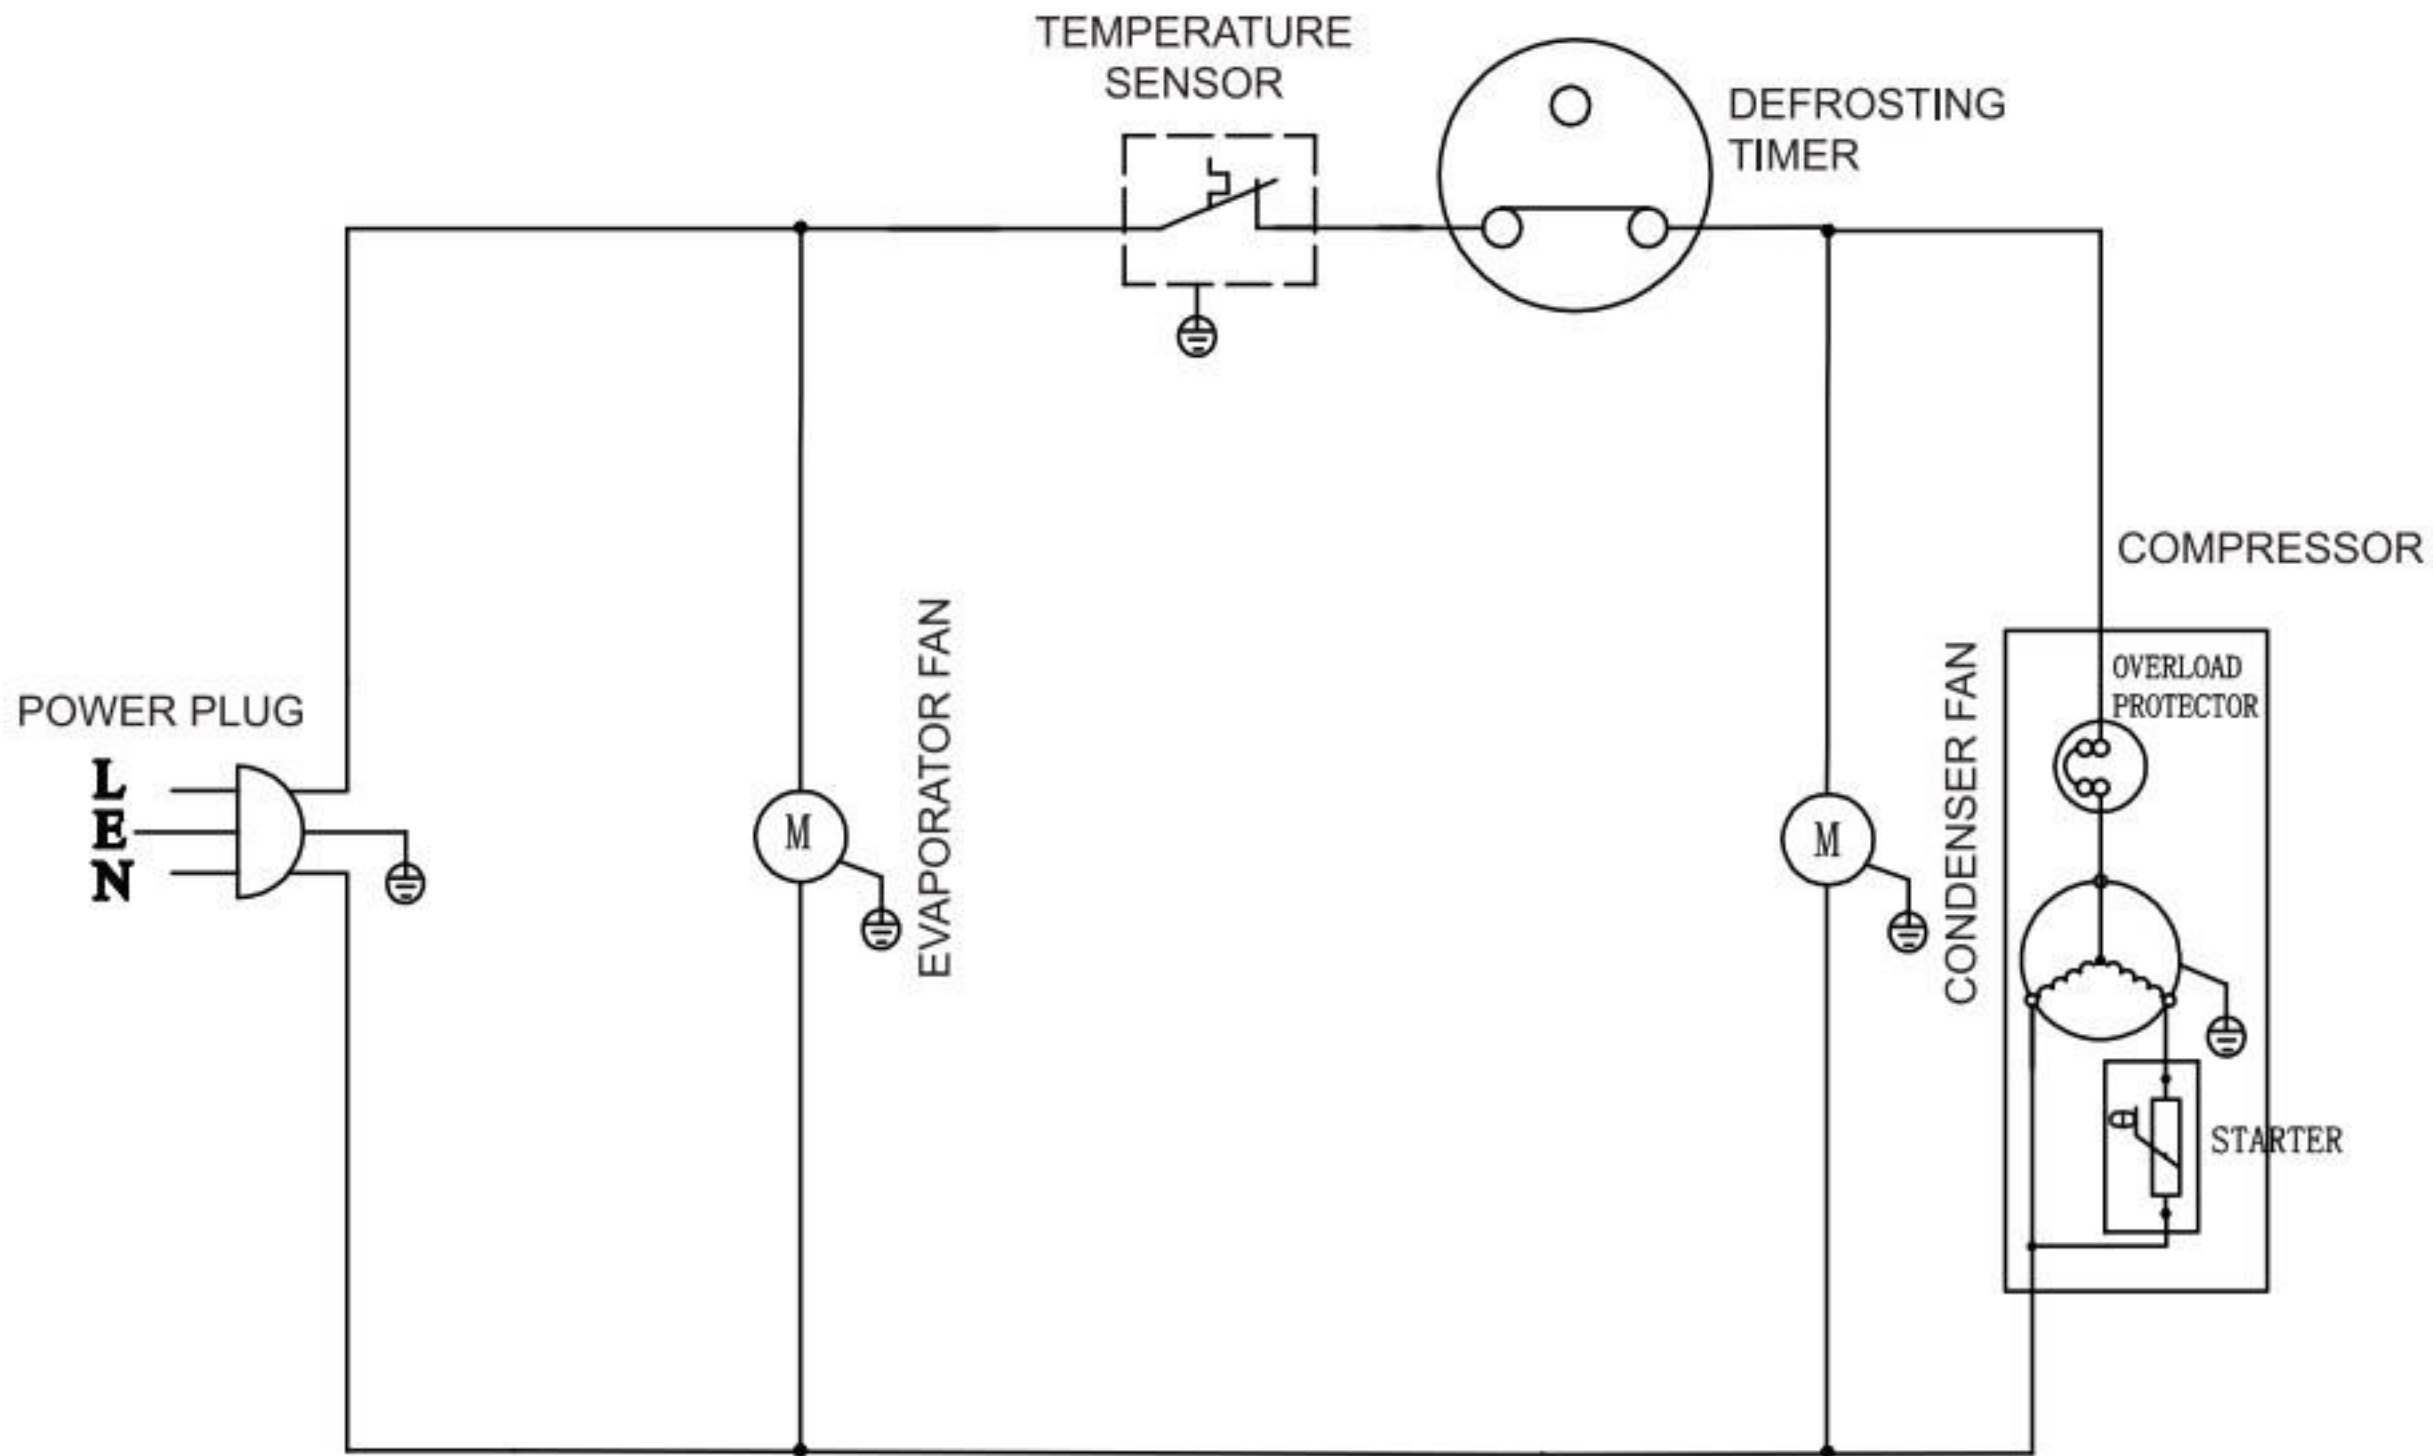 TEMPERATURE
SENSOR
DEFROSTING
TIMER
COMPRESSOR
OVERLOAD
PROTECTOR
POWER PLUG
L
E
N
M
EVAPORATOR FAN
M
CONDENSER FAN
STARTER